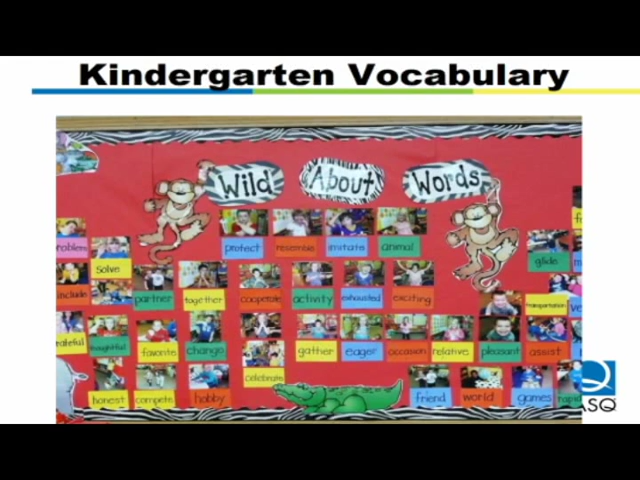 Kindergarten Vocabulary
Wild About Words
protect resemble imitate animal
problem solve glide
include partner together cooperate activity exhausted exciting transportation
thoughtful favorite change gather eager occasion relative pleasant assist
celebrate
honest compete hobby friend world games rapid
ASQ